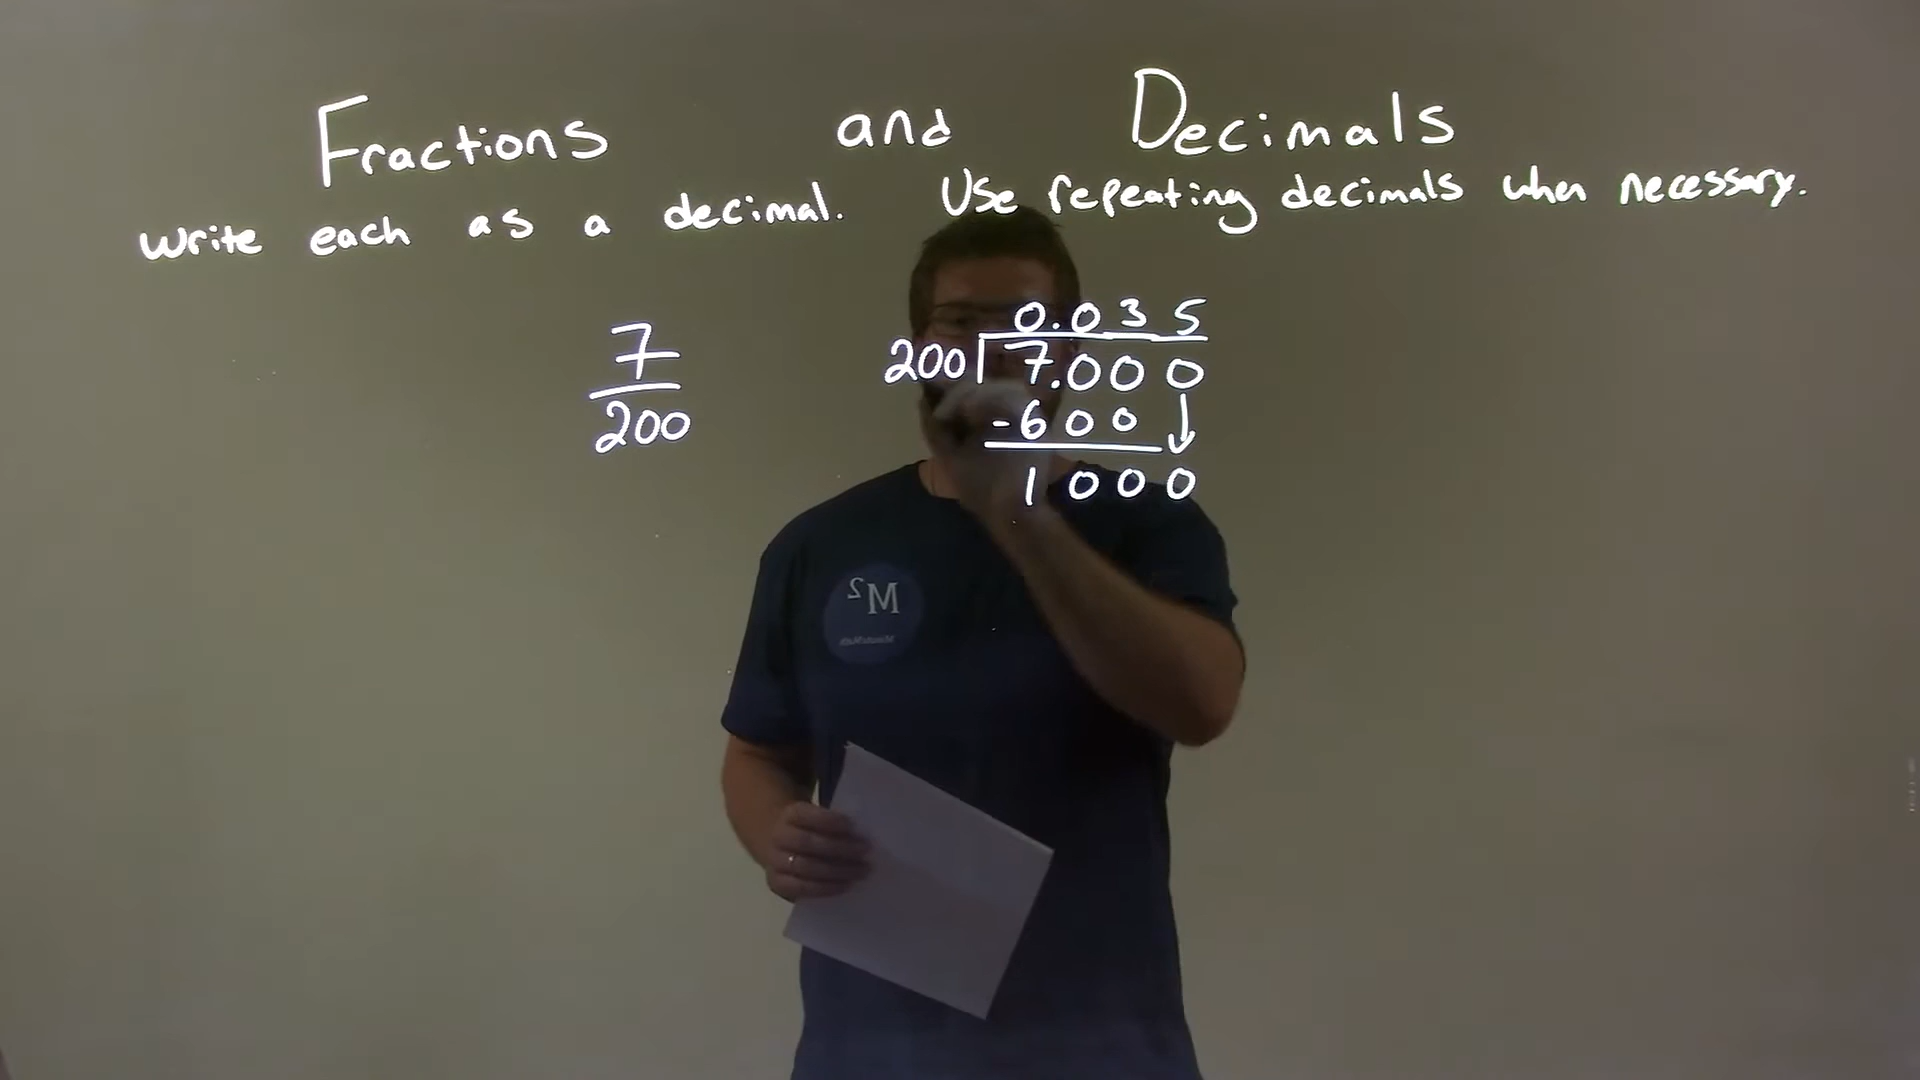 Fractions and Decimals
Write each as a decimal. Use repeating decimals when necessary.
7
200
0.035
200 7.000
-600
1000
M2